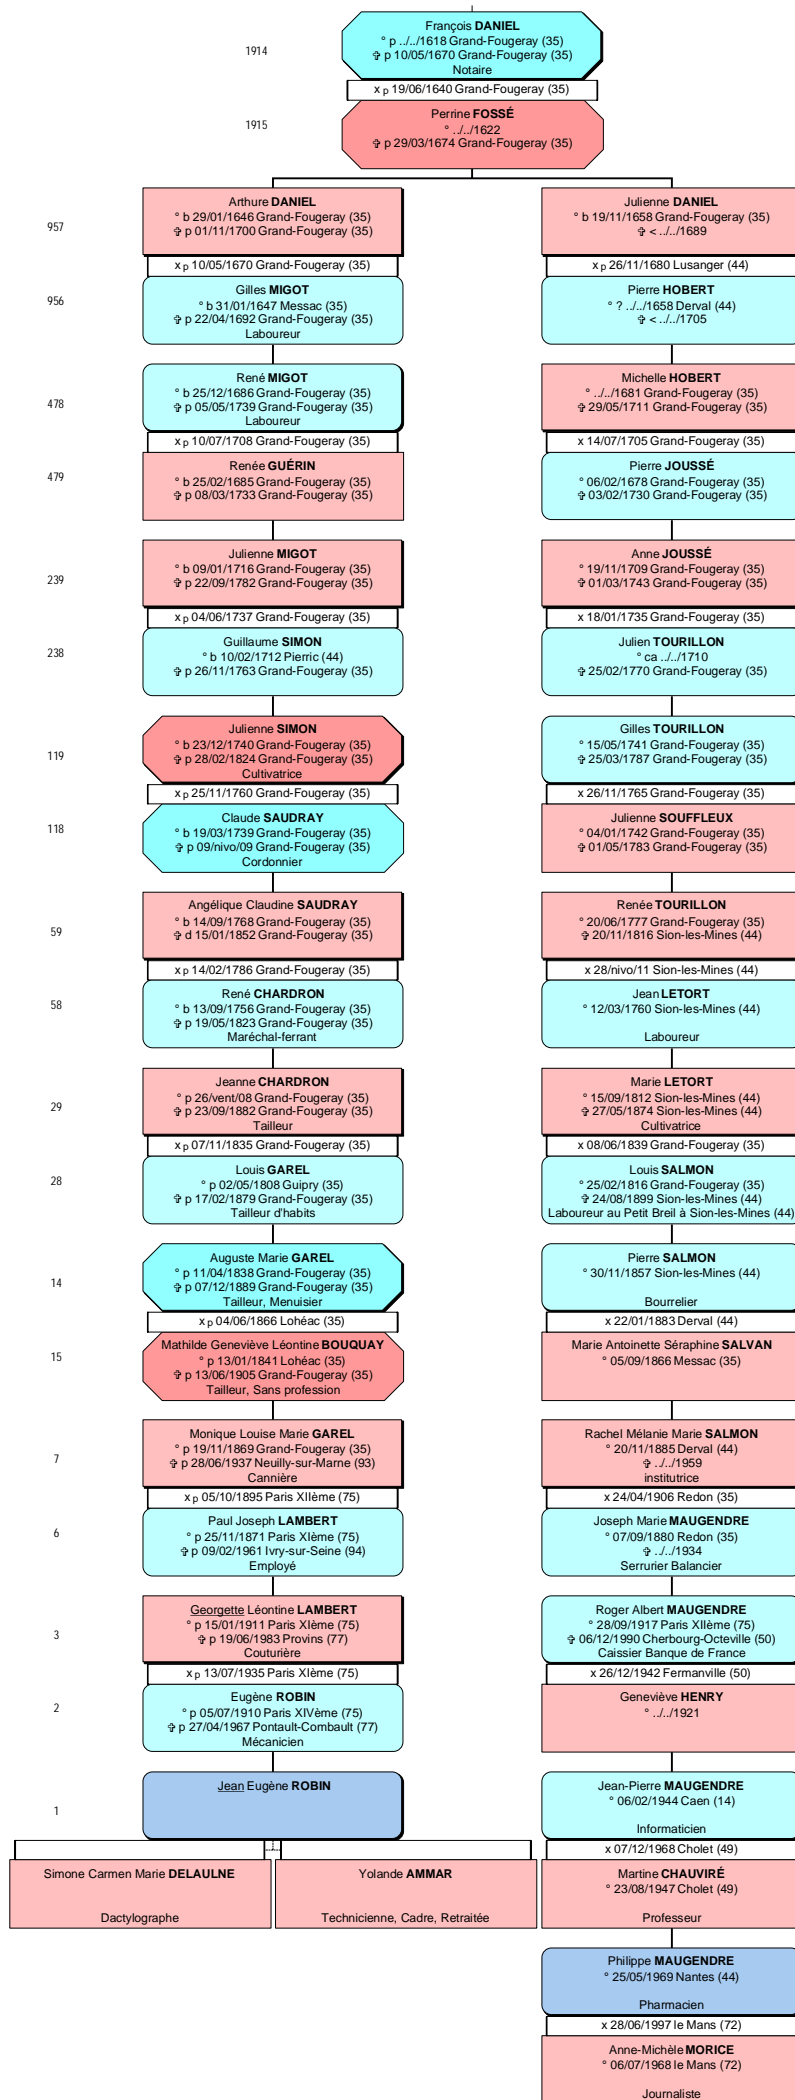 1914
François DANIEL
° p ../../1618 Grand-Fougeray (35)
✞ p 10/05/1670 Grand-Fougeray (35)
Notaire
x p 19/06/1640 Grand-Fougeray (35)
1915
Perrine FOSSÉ
° ../../1622
✞ p 29/03/1674 Grand-Fougeray (35)
957
Arthure DANIEL
° b 29/01/1646 Grand-Fougeray (35)
✞ p 01/11/1700 Grand-Fougeray (35)
x p 10/05/1670 Grand-Fougeray (35)
956
Gilles MIGOT
° b 31/01/1647 Messac (35)
✞ p 22/04/1692 Grand-Fougeray (35)
Laboureur
478
René MIGOT
° b 25/12/1686 Grand-Fougeray (35)
✞ p 05/05/1739 Grand-Fougeray (35)
Laboureur
x p 10/07/1708 Grand-Fougeray (35)
479
Renée GUÉRIN
° b 25/02/1685 Grand-Fougeray (35)
✞ p 08/03/1733 Grand-Fougeray (35)
239
Julienne MIGOT
° b 09/01/1716 Grand-Fougeray (35)
✞ p 22/09/1782 Grand-Fougeray (35)
x p 04/06/1737 Grand-Fougeray (35)
238
Guillaume SIMON
° b 10/02/1712 Pierric (44)
✞ p 26/11/1763 Grand-Fougeray (35)
119
Julienne SIMON
° b 23/12/1740 Grand-Fougeray (35)
✞ p 28/02/1824 Grand-Fougeray (35)
Cultivatrice
x p 25/11/1760 Grand-Fougeray (35)
118
Claude SAUDRAY
° b 19/03/1739 Grand-Fougeray (35)
✞ p 09/nivo/09 Grand-Fougeray (35)
Cordonnier
59
Angélique Claudine SAUDRAY
° b 14/09/1768 Grand-Fougeray (35)
✞ d 15/01/1852 Grand-Fougeray (35)
x p 14/02/1786 Grand-Fougeray (35)
58
René CHARDRON
° b 13/09/1756 Grand-Fougeray (35)
✞ p 19/05/1823 Grand-Fougeray (35)
Maréchal-ferrant
29
Jeanne CHARDRON
° p 26/vent/08 Grand-Fougeray (35)
✞ p 23/09/1882 Grand-Fougeray (35)
Tailleur
x p 07/11/1835 Grand-Fougeray (35)
28
Louis GAREL
° p 02/05/1808 Guipry (35)
✞ p 17/02/1879 Grand-Fougeray (35)
Tailleur d'habits
14
Auguste Marie GAREL
° p 11/04/1838 Grand-Fougeray (35)
✞ p 07/12/1889 Grand-Fougeray (35)
Tailleur, Menuisier
x p 04/06/1866 Lohéac (35)
15
Mathilde Geneviève Léontine BOUQUAY
° p 13/01/1841 Lohéac (35)
✞ p 13/06/1905 Grand-Fougeray (35)
Tailleur, Sans profession
7
Monique Louise Marie GAREL
° p 19/11/1869 Grand-Fougeray (35)
✞ p 28/06/1937 Neuilly-sur-Marne (93)
Cannière
x p 05/10/1895 Paris XIIème (75)
6
Paul Joseph LAMBERT
° p 25/11/1871 Paris XIème (75)
✞ p 09/02/1961 Ivry-sur-Seine (94)
Employé
3
Georgette Léontine LAMBERT
° p 15/01/1911 Paris XIème (75)
✞ p 19/06/1983 Provins (77)
Couturière
x p 13/07/1935 Paris XIème (75)
2
Eugène ROBIN
° p 05/07/1910 Paris XIVème (75)
✞ p 27/04/1967 Pontault-Combault (77)
Mécanicien
1
Jean Eugène ROBIN
Simone Carmen Marie DELAULNE
Dactylographe
Yolande AMMAR
Technicienne, Cadre, Retraitée
Julienne DANIEL
° b 19/11/1658 Grand-Fougeray (35)
✞ < ../../1689
x p 26/11/1680 Lusanger (44)
Pierre HOBERT
° ? ../../1658 Derval (44)
✞ < ../../1705
Michelle HOBERT
° ../../1681 Grand-Fougeray (35)
✞ 29/05/1711 Grand-Fougeray (35)
x 14/07/1705 Grand-Fougeray (35)
Pierre JOUSSÉ
° 06/02/1678 Grand-Fougeray (35)
✞ 03/02/1730 Grand-Fougeray (35)
Anne JOUSSÉ
° 19/11/1709 Grand-Fougeray (35)
✞ 01/03/1743 Grand-Fougeray (35)
x 18/01/1735 Grand-Fougeray (35)
Julien TOURILLON
° ca ../../1710
✞ 25/02/1770 Grand-Fougeray (35)
Gilles TOURILLON
° 15/05/1741 Grand-Fougeray (35)
✞ 25/03/1787 Grand-Fougeray (35)
x 26/11/1765 Grand-Fougeray (35)
Julienne SOUFFLEUX
° 04/01/1742 Grand-Fougeray (35)
✞ 01/05/1783 Grand-Fougeray (35)
Renée TOURILLON
° 20/06/1777 Grand-Fougeray (35)
✞ 20/11/1816 Sion-les-Mines (44)
x 28/nivo/11 Sion-les-Mines (44)
Jean LETORT
° 12/03/1760 Sion-les-Mines (44)
Laboureur
Marie LETORT
° 15/09/1812 Sion-les-Mines (44)
✞ 27/05/1874 Sion-les-Mines (44)
Cultivatrice
x 08/06/1839 Grand-Fougeray (35)
Louis SALMON
° 25/02/1816 Grand-Fougeray (35)
✞ 24/08/1899 Sion-les-Mines (44)
Laboureur au Petit Breil à Sion-les-Mines (44)
Pierre SALMON
° 30/11/1857 Sion-les-Mines (44)
Bourrelier
x 22/01/1883 Derval (44)
Marie Antoinette Séraphine SALVAN
° 05/09/1866 Messac (35)
Rachel Mélanie Marie SALMON
° 20/11/1885 Derval (44)
✞ ../../1959
institutrice
x 24/04/1906 Redon (35)
Joseph Marie MAUGENDRE
° 07/09/1880 Redon (35)
✞ ../../1934
Serrurier Balancier
Roger Albert MAUGENDRE
° 28/09/1917 Paris XIIème (75)
✞ 06/12/1990 Cherbourg-Octeville (50)
Caissier Banque de France
x 26/12/1942 Fermanville (50)
Geneviève HENRY
° ../../1921
Jean-Pierre MAUGENDRE
° 06/02/1944 Caen (14)
Informaticien
x 07/12/1968 Cholet (49)
Martine CHAUVIRÉ
° 23/08/1947 Cholet (49)
Professeur
Philippe MAUGENDRE
° 25/05/1969 Nantes (44)
Pharmacien
x 28/06/1997 le Mans (72)
Anne-Michèle MORICE
° 06/07/1968 le Mans (72)
Journaliste